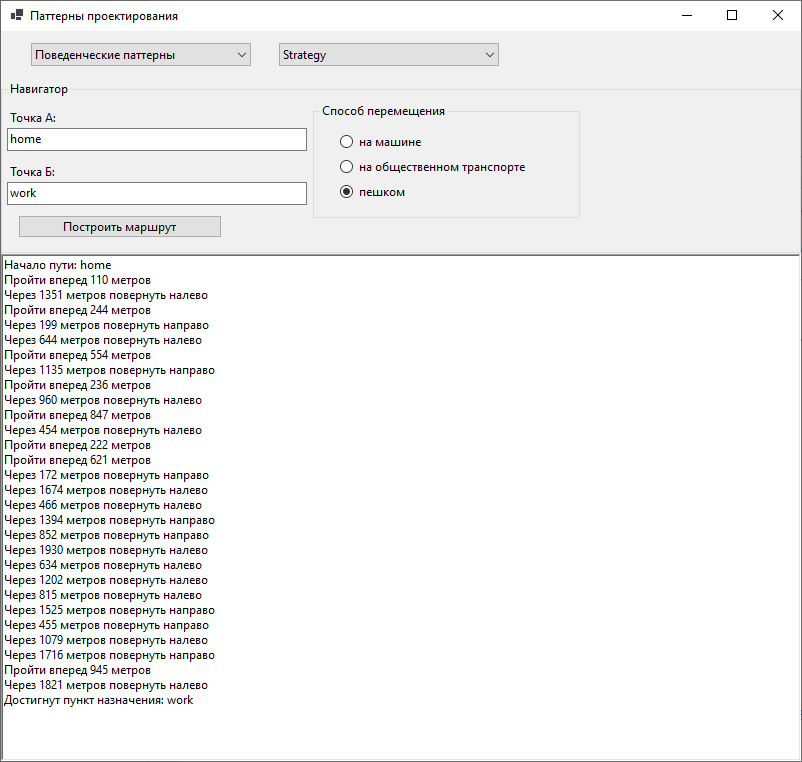 Паттерны проектирования
Поведенческие паттерны
Strategy
Навигатор
Точка А:
home
Точка Б:
work
Построить маршрут
Способ перемещения
на машине
на общественном транспорте
пешком
Начало пути: home
Пройти вперед 110 метров
Через 1351 метров повернуть налево
Пройти вперед 244 метров
Через 199 метров повернуть направо
Через 644 метров повернуть налево
Пройти вперед 554 метров
Через 1135 метров повернуть направо
Пройти вперед 236 метров
Через 960 метров повернуть налево
Пройти вперед 847 метров
Через 454 метров повернуть налево
Пройти вперед 222 метров
Пройти вперед 621 метров
Через 172 метров повернуть направо
Через 1674 метров повернуть налево
Через 466 метров повернуть налево
Через 1394 метров повернуть направо
Через 852 метров повернуть направо
Через 1930 метров повернуть налево
Через 634 метров повернуть налево
Через 1202 метров повернуть налево
Через 815 метров повернуть налево
Через 1525 метров повернуть направо
Через 455 метров повернуть направо
Через 1079 метров повернуть налево
Через 1716 метров повернуть направо
Пройти вперед 945 метров
Через 1821 метров повернуть налево
Достигнут пункт назначения: work